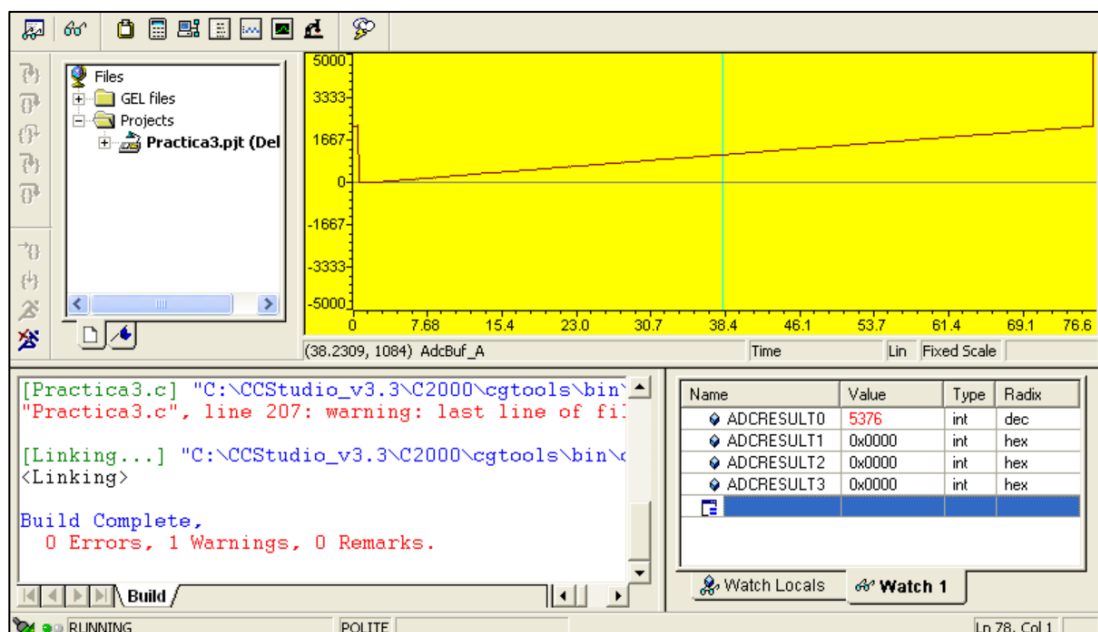 Files
GEL files
Projects
Practica3.pjt (Del
5000
3333
1667
0
-1667
-3333
-5000
0 7.68 15.4 23.0 30.7 38.4 46.1 53.7 61.4 69.1 76.6
(38.2309, 1084) AdcBuf_A Time Lin Fixed Scale
[Practica3.c] "C:\CCStudio_v3.3\C2000\cgtools\bin\
"Practica3.c", line 207: warning: last line of fi
[Linking...] "C:\CCStudio_v3.3\C2000\cgtools\bin\
<Linking>
Build Complete,
0 Errors, 1 Warnings, 0 Remarks.
Build
Name Value Type Radix
ADCRESULT0 5376 int dec
ADCRESULT1 0x0000 int hex
ADCRESULT2 0x0000 int hex
ADCRESULT3 0x0000 int hex
Watch Locals Watch 1
RUNNING POLITE Ln 78, Col 1